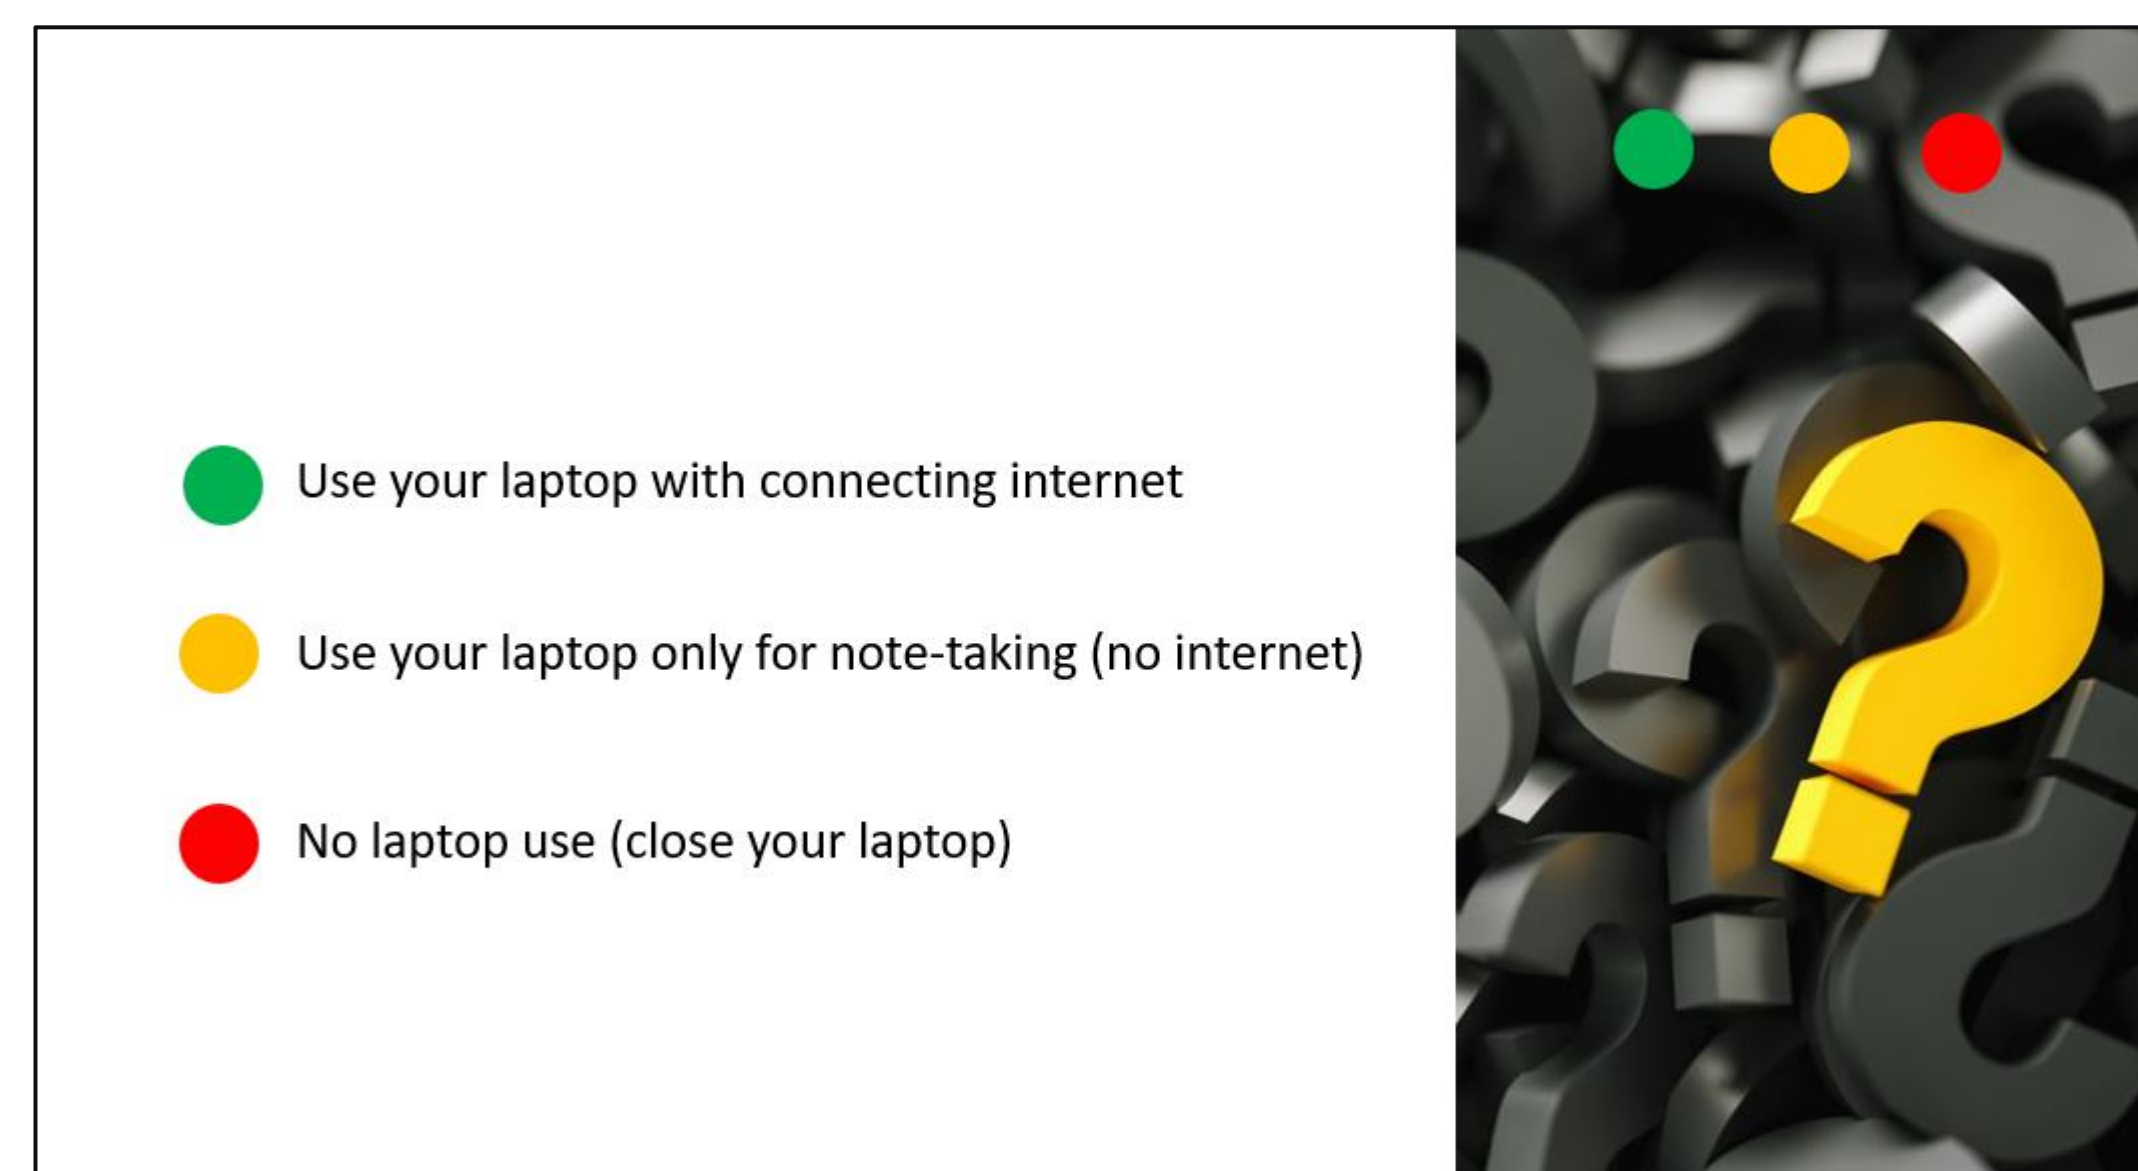 Use your laptop with connecting internet
Use your laptop only for note-taking (no internet)
No laptop use (close your laptop)